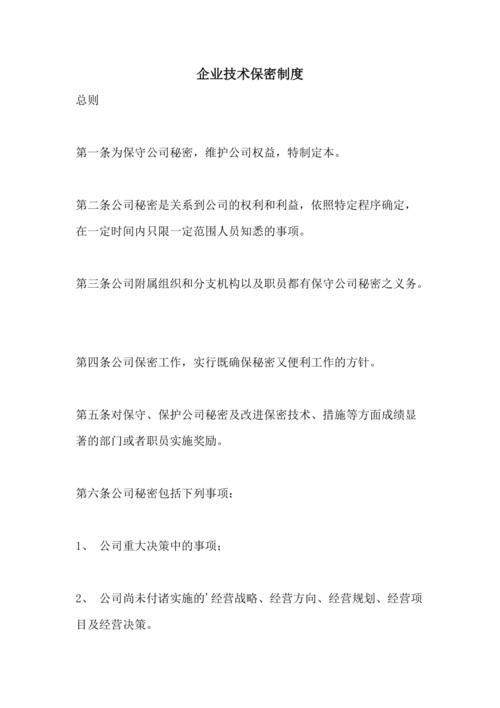 企业技术保密制度
总则
第一条为保守公司秘密，维护公司权益，特制定本。
第二条公司秘密是关系到公司的权利和利益，依照特定程序确定，
在一定时间内只限一定范围人员知悉的事项。
第三条公司附属组织和分支机构以及职员都有保守公司秘密之义务。
第四条公司保密工作，实行既确保秘密又便利工作的方针。
第五条对保守、保护公司秘密及改进保密技术、措施等方面成绩显
著的部门或者职员实施奖励。
第六条公司秘密包括下列事项：
1、 公司重大决策中的事项；
2、 公司尚未付诸实施的'经营战略、经营方向、经营规划、经营项
目及经营决策。